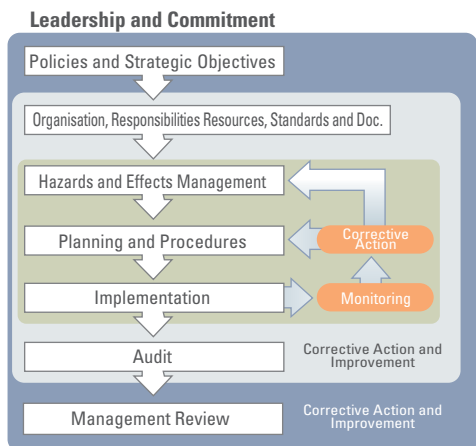 Leadership and Commitment
Policies and Strategic Objectives
Organisation, Responsibilities Resources, Standards and Doc.
Hazards and Effects Management
Planning and Procedures
Corrective
Action
Implementation
Monitoring
Audit
Corrective Action and
Improvement
Management Review
Corrective Action and
Improvement